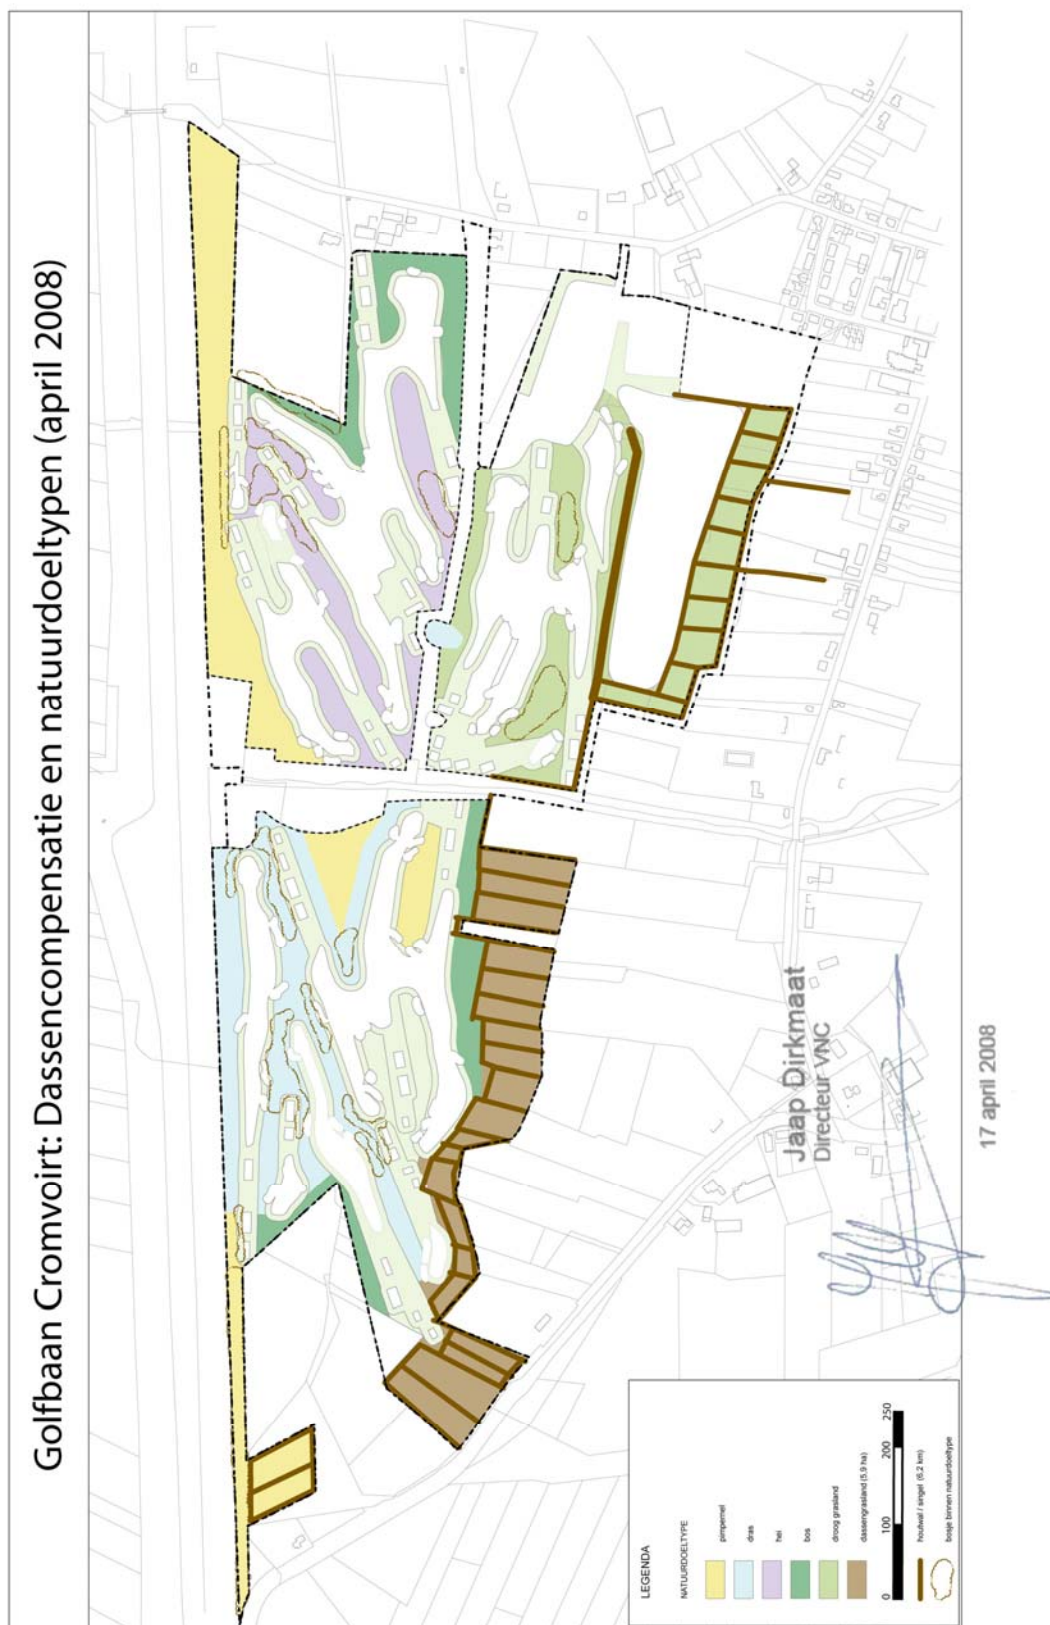 Golfbaan Cromvoirt: Dassencompensatie en natuurdoeltypen (april 2008)
Jaap Dirkmaat
Directeur VNC
17 april 2008
LEGENDA
NATUURDOELTYPE
pimpernel
dras
hei
bos
droog grasland
dassengrasland (5,9 ha)
0 100 200 250
houtwal / singel (6,2 km)
bosje binnen natuurdoeltype